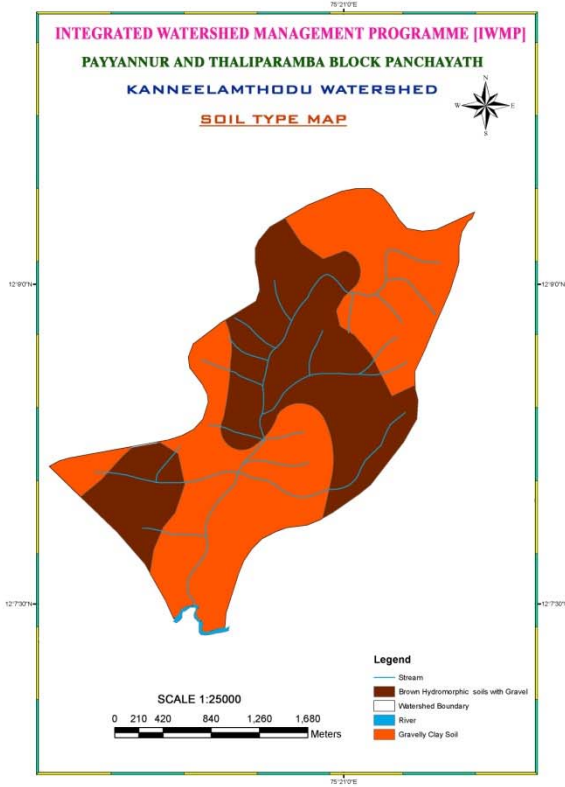 75°21'0"E
INTEGRATED WATERSHED MANAGEMENT PROGRAMME [IWMP]
PAYYANNUR AND THALIPARAMBA BLOCK PANCHAYATH
KANNEELAMTHODU WATERSHED
SOIL TYPE MAP
N
W E
S
12°9'0"N 12°9'0"N
12°7'30"N 12°7'30"N
Legend
Stream
Brown Hydromorphic soils with Gravel
Watershed Boundary
River
Gravelly Clay Soil
SCALE 1:25000
0 210 420 840 1,260 1,680
Meters
75°21'0"E